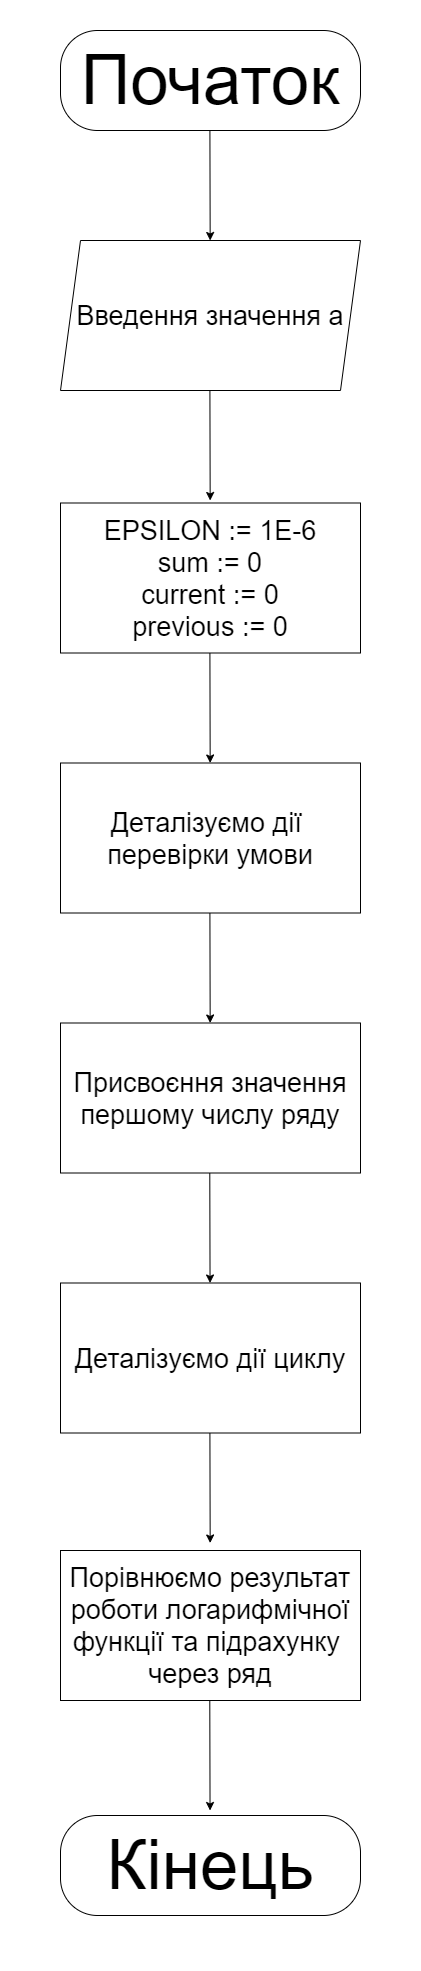 Початок
Введення значення а
EPSILON := 1E-6
sum := 0
current := 0
previous := 0
Деталізуємо дії
перевірки умови
Присвоєння значення
першому числу ряду
Деталізуємо дії циклу
Порівнюємо результат
роботи логарифмічної
функції та підрахунку
через ряд
Кінець